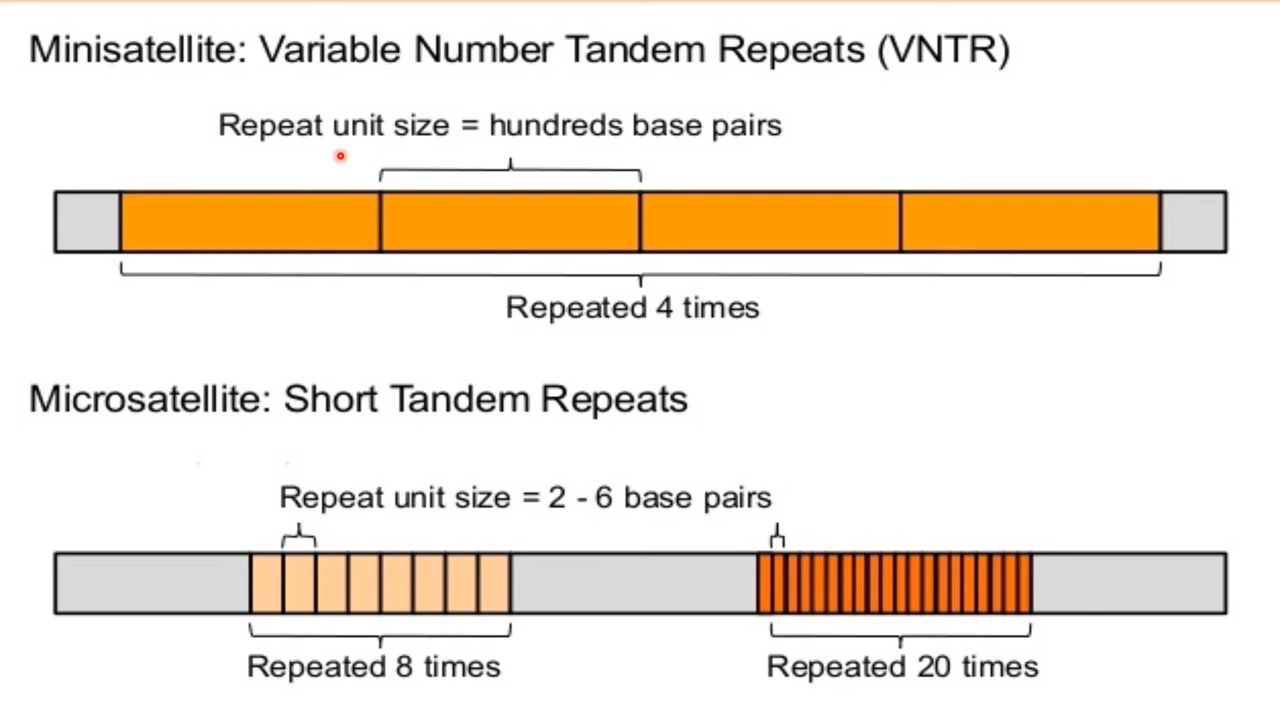 Minisatellite: Variable Number Tandem Repeats (VNTR)
Repeat unit size = hundreds base pairs
Repeated 4 times
Microsatellite: Short Tandem Repeats
Repeat unit size = 2 - 6 base pairs
Repeated 8 times
Repeated 20 times